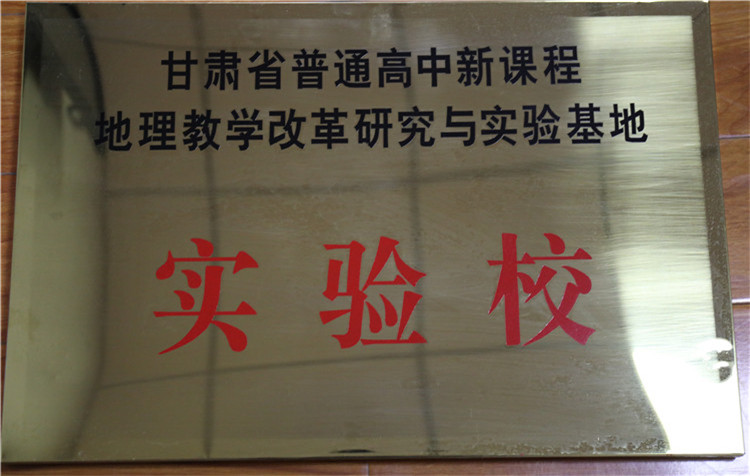 甘肃省普通高中新课程
地理教学改革研究与实验基地
实验校